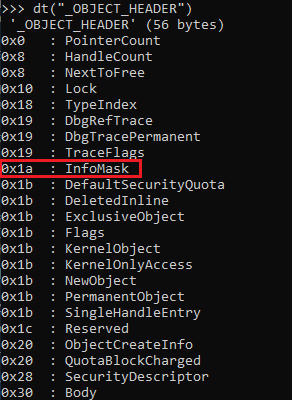 >>> dt("_OBJECT_HEADER")
'_OBJECT_HEADER' (56 bytes)
0x0 : PointerCount
0x8 : HandleCount
0x8 : NextToFree
0x10 : Lock
0x18 : TypeIndex
0x19 : DbgRefTrace
0x19 : DbgTracePermanent
0x19 : TraceFlags
0x1a : InfoMask
0x1b : DefaultSecurityQuota
0x1b : DeletedInline
0x1b : ExclusiveObject
0x1b : Flags
0x1b : KernelObject
0x1b : KernelOnlyAccess
0x1b : NewObject
0x1b : PermanentObject
0x1b : SingleHandleEntry
0x1c : Reserved
0x20 : ObjectCreateInfo
0x20 : QuotaBlockCharged
0x28 : SecurityDescriptor
0x30 : Body